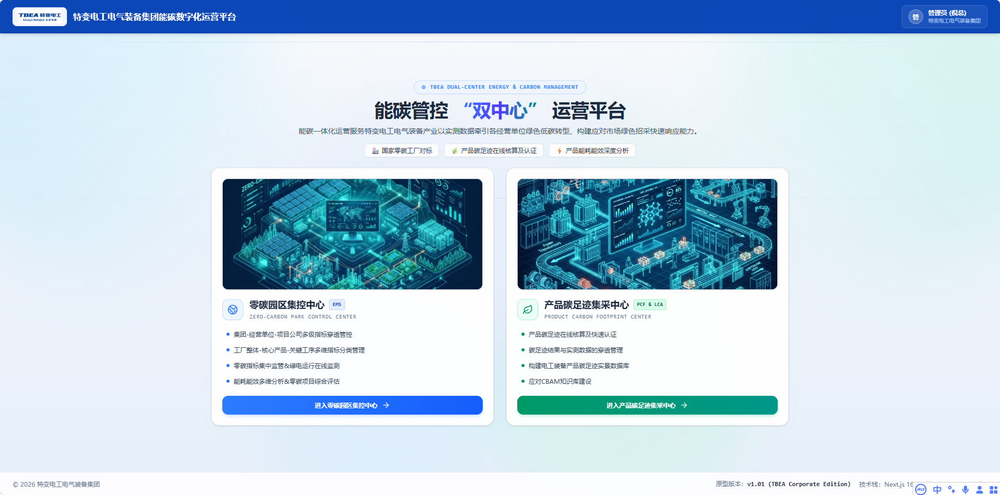 TBEA 特变电工
Always Reliable 全球信赖
特变电工电气装备集团能碳数字化运营平台
管
管理员 (倪总)
特变电工电气装备集团
TBEA DUAL-CENTER ENERGY & CARBON MANAGEMENT
能碳管控 “双中心” 运营平台
能碳一体化运营服务特变电工电气装备产业以实测数据牵引各经营单位绿色低碳转型、构建应对市场绿色招采快速响应能力。
国家零碳工厂对标
产品碳足迹在线核算及认证
产品能耗能效深度分析
Power
Transformers
零碳园区集控中心 EMS
ZERO-CARBON PARK CONTROL CENTER
集团-经营单位-项目公司多级指标穿透管控
工厂整体-核心产品-关键工序多维指标分类管理
零碳指标集中监管&绿电运行在线监测
能耗能效多维分析&零碳项目综合评估
进入零碳园区集控中心
产品碳足迹集采中心 PCF & LCA
PRODUCT CARBON FOOTPRINT CENTER
产品碳足迹在线核算及快速认证
碳足迹结果与实测数据的穿透管理
构建电工装备产品碳足迹实景数据库
应对CBAM知识库建设
进入产品碳足迹集采中心
© 2026 特变电工电气装备集团
原型版本: v1.01 (TBEA Corporate Edition)
技术栈: Next.js 16
iFLY 中